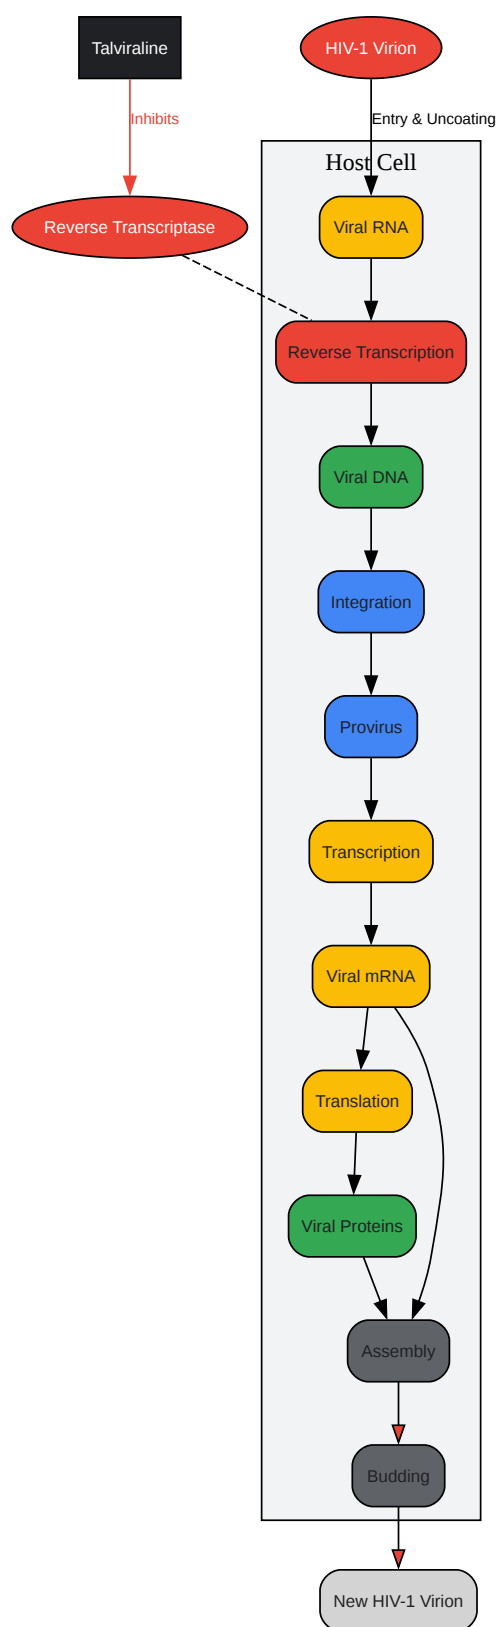 Talviraline
HIV-1 Virion
Inhibits
Entry & Uncoating
Host Cell
Reverse Transcriptase
Viral RNA
Reverse Transcription
Viral DNA
Integration
Provirus
Transcription
Viral mRNA
Translation
Viral Proteins
Assembly
Budding
New HIV-1 Virion